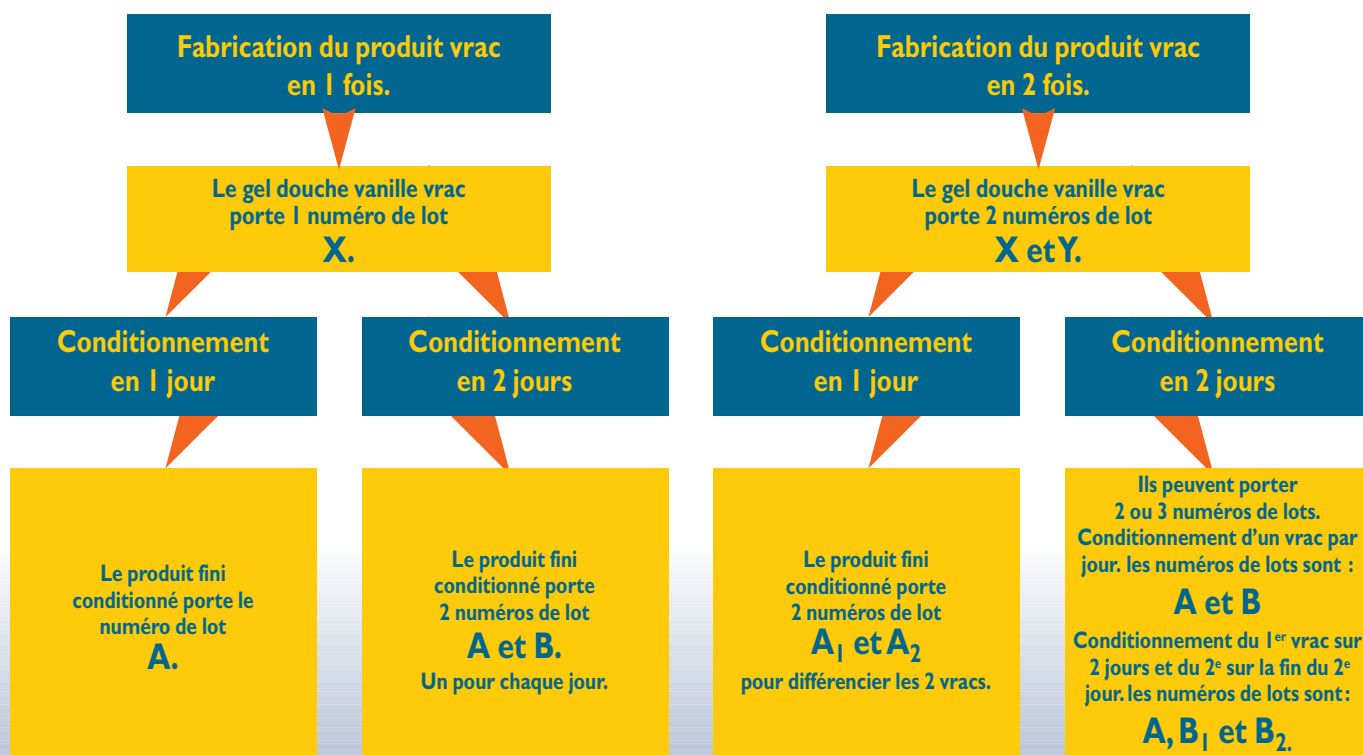 Fabrication du produit vrac
en 1 fois.
Le gel douche vanille vrac
porte 1 numéro de lot
X.
Conditionnement
en 1 jour
Le produit fini
conditionné porte le
numéro de lot
A.
Conditionnement
en 2 jours
Le produit fini
conditionné porte
2 numéros de lot
A et B.
Un pour chaque jour.
Fabrication du produit vrac
en 2 fois.
Le gel douche vanille vrac
porte 2 numéros de lot
X et Y.
Conditionnement
en 1 jour
Le produit fini
conditionné porte
2 numéros de lot
A₁ et A₂
pour différencier les 2 vracs.
Conditionnement
en 2 jours
Ils peuvent porter
2 ou 3 numéros de lots.
Conditionnement d'un vrac par
jour. les numéros de lots sont :
A et B
Conditionnement du 1er vrac sur
2 jours et du 2e sur la fin du 2e
jour. les numéros de lots sont :
A, B₁ et B₂.